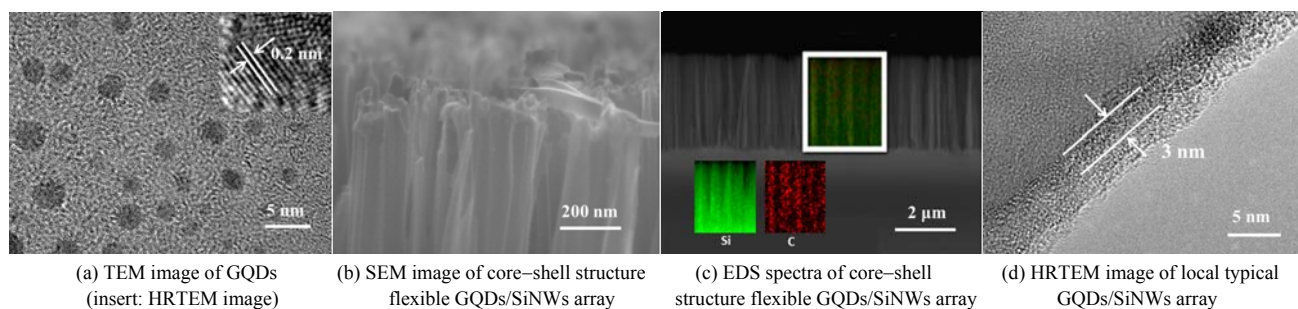 0.2 nm
5 nm
200 nm
Si
C
2 μm
3 nm
5 nm
(a) TEM image of GQDs
(insert: HRTEM image)
(b) SEM image of core–shell structure
flexible GQDs/SiNWs array
(c) EDS spectra of core–shell
structure flexible GQDs/SiNWs array
(d) HRTEM image of local typical
GQDs/SiNWs array